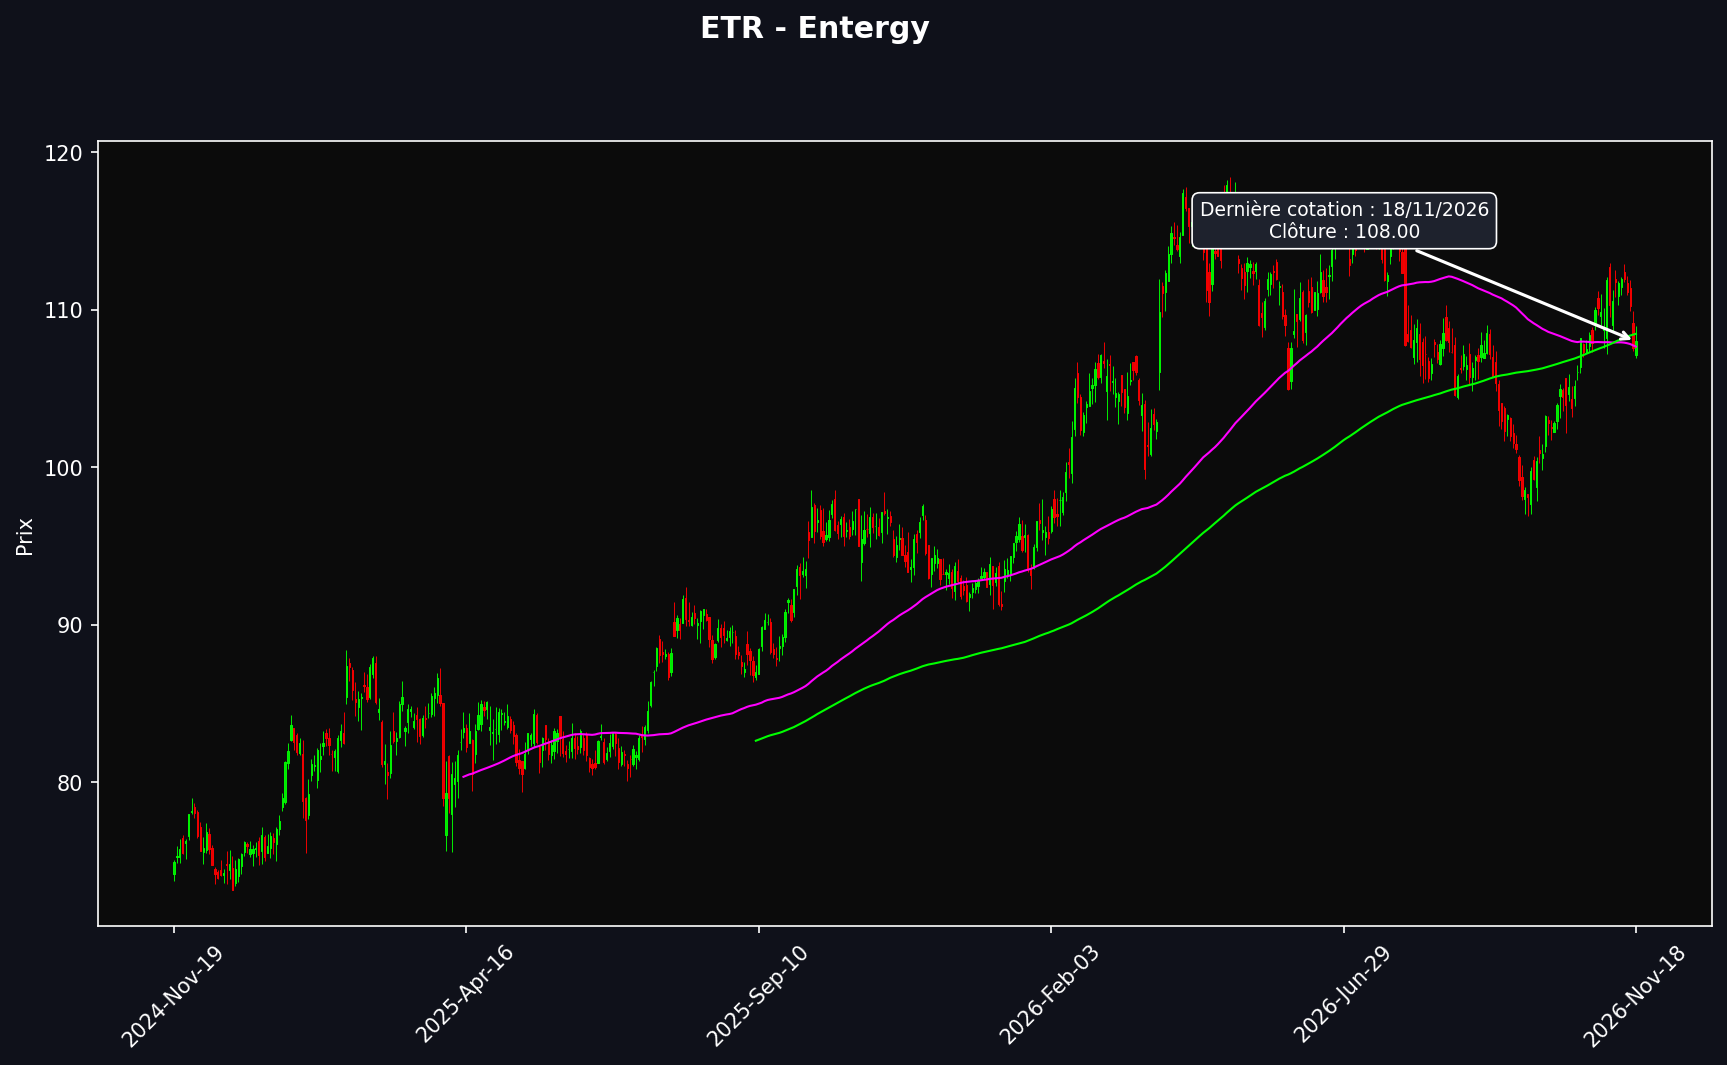 ETR - Entergy
120
110
100
90
80
Prix
Dernière cotation : 18/11/2026
Clôture : 108.00
2024-Nov-19
2025-Apr-16
2025-Sep-10
2026-Feb-03
2026-Jun-29
2026-Nov-18